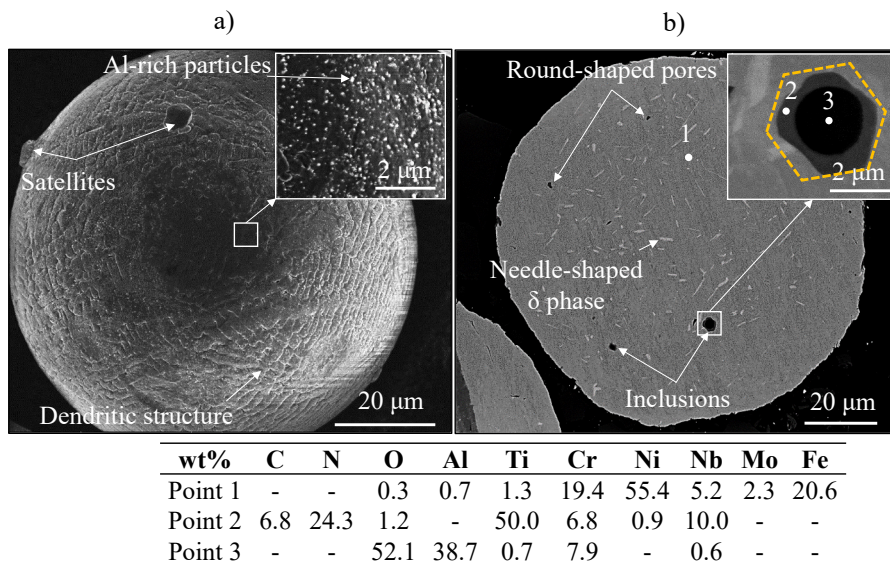 a)
b)
Al-rich particles
2 μm
Satellites
Dendritic structure
20 μm
Round-shaped pores
1
2
3
2 μm
Needle-shaped
δ phase
Inclusions
20 μm
wt% C N O Al Ti Cr Ni Nb Mo Fe
Point 1 - - 0.3 0.7 1.3 19.4 55.4 5.2 2.3 20.6
Point 2 6.8 24.3 1.2 - 50.0 6.8 0.9 10.0 - -
Point 3 - - 52.1 38.7 0.7 7.9 - 0.6 - -